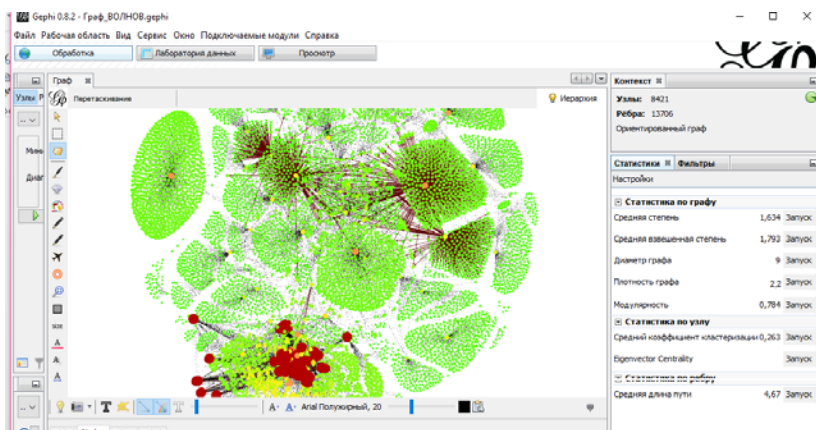 Gephi 0.8.2 - Граф_ВОЛНОВ.gephi
Файл Рабочая область Вид Сервис Окно Подключаемые модули Справка
Обработка Лаборатория данных Просмотр
Граф
Контекст
Узлы
Перетаскивание
Иерархия
Узлы: 8421
Рёбра: 13706
Ориентированный граф
Статистики Фильтры
Настройки
Статистика по графу
Средняя степень 1,634 Запуск
Средняя взвешенная степень 1,793 Запуск
Диаметр графа 9 Запуск
Плотность графа 2,2 Запуск
Модулярность 0,784 Запуск
Статистика по узлу
Средний коэффициент кластеризации 0,263 Запуск
Eigenvector Centrality Запуск
Статистика по ребру
Средняя длина пути 4,67 Запуск
Arial Полужирный, 20